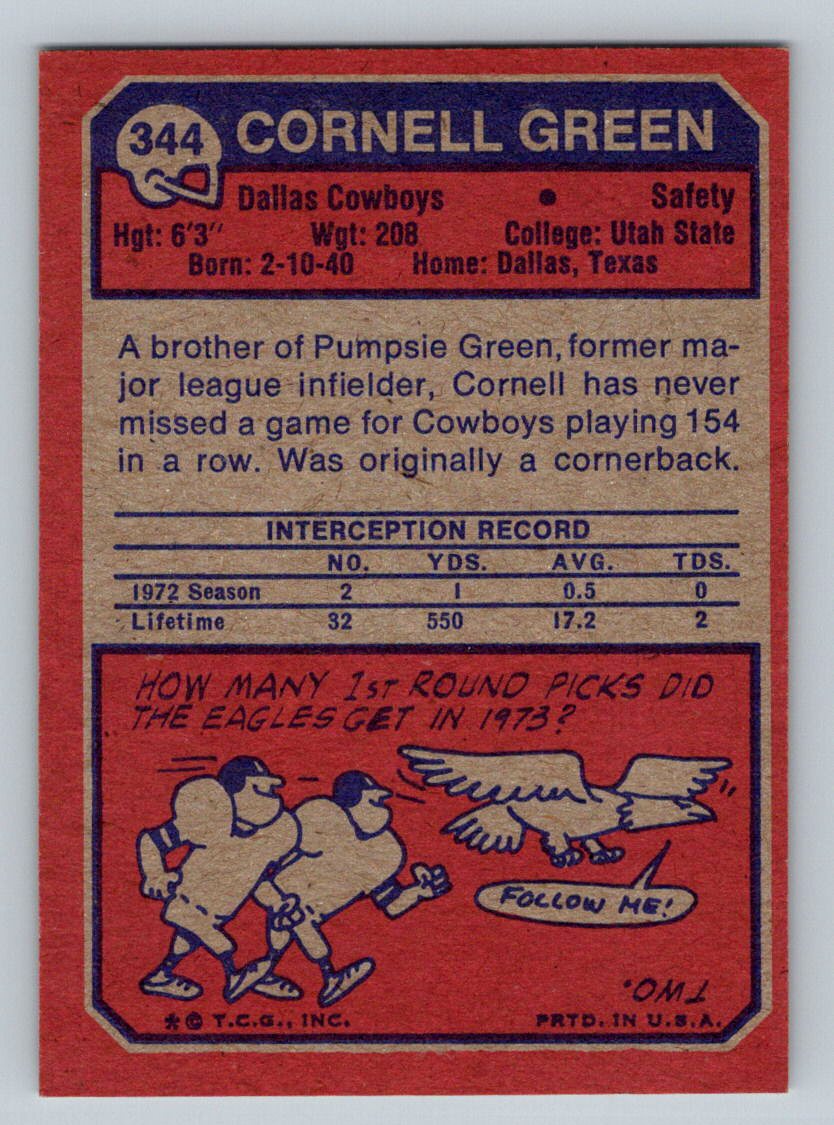 344 CORNELL GREEN
Dallas Cowboys • Safety
Hgt: 6'3" Wgt: 208 College: Utah State
Born: 2-10-40 Home: Dallas, Texas
A brother of Pumpsie Green, former ma-
jor league infielder, Cornell has never
missed a game for Cowboys playing 154
in a row. Was originally a cornerback.
INTERCEPTION RECORD
NO. YDS. AVG. TDS.
1972 Season 2 1 0.5 0
Lifetime 32 550 17.2 2
HOW MANY 1ST ROUND PICKS DID
THE EAGLES GET IN 1973?
FOLLOW ME!
TWO.
* © T.C.G., INC. PRTD. IN U.S.A.